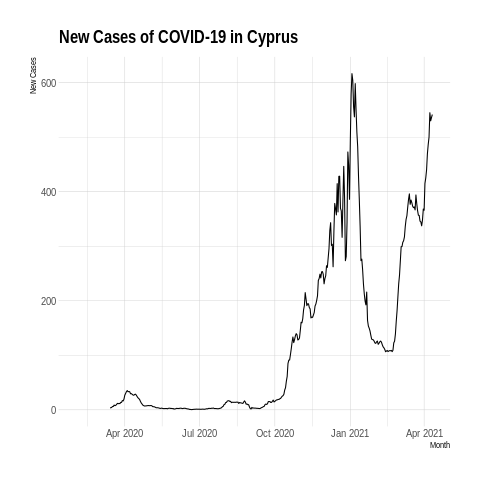 New Cases of COVID-19 in Cyprus
New Cases
600
400
200
0
Apr 2020 Jul 2020 Oct 2020 Jan 2021 Apr 2021
Month